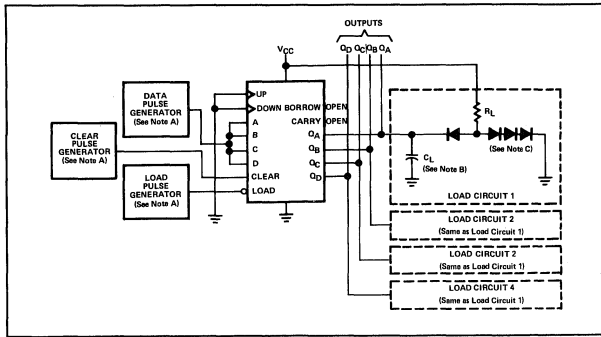 OUTPUTS
QD QC QB QA
VCC
DATA
PULSE
GENERATOR
(See Note A)
CLEAR
PULSE
GENERATOR
(See Note A)
LOAD
PULSE
GENERATOR
(See Note A)
UP
DOWN
A
B
C
D
CLEAR
LOAD
BORROW OPEN
CARRY OPEN
QA
QB
QC
QD
RL
CL
(See Note B)
(See Note C)
LOAD CIRCUIT 1
LOAD CIRCUIT 2
(Same as Load Circuit 1)
LOAD CIRCUIT 2
(Same as Load Circuit 1)
LOAD CIRCUIT 4
(Same as Load Circuit 1)